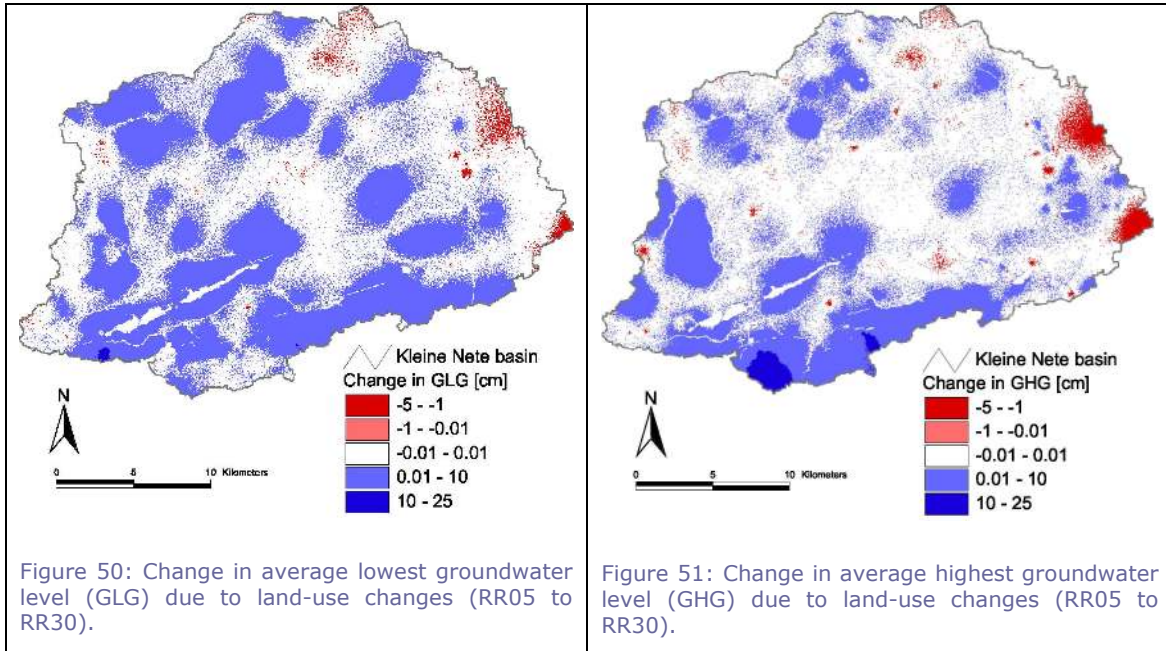 Kleine Nete basin
Change in GLG [cm]
-5 - -1
-1 - -0.01
-0.01 - 0.01
0.01 - 10
10 - 25
N
0 5 10 Kilometers
Figure 50: Change in average lowest groundwater
level (GLG) due to land-use changes (RR05 to
RR30).
Kleine Nete basin
Change in GHG [cm]
-5 - -1
-1 - -0.01
-0.01 - 0.01
0.01 - 10
10 - 25
N
0 5 10 Kilometers
Figure 51: Change in average highest groundwater
level (GHG) due to land-use changes (RR05 to
RR30).